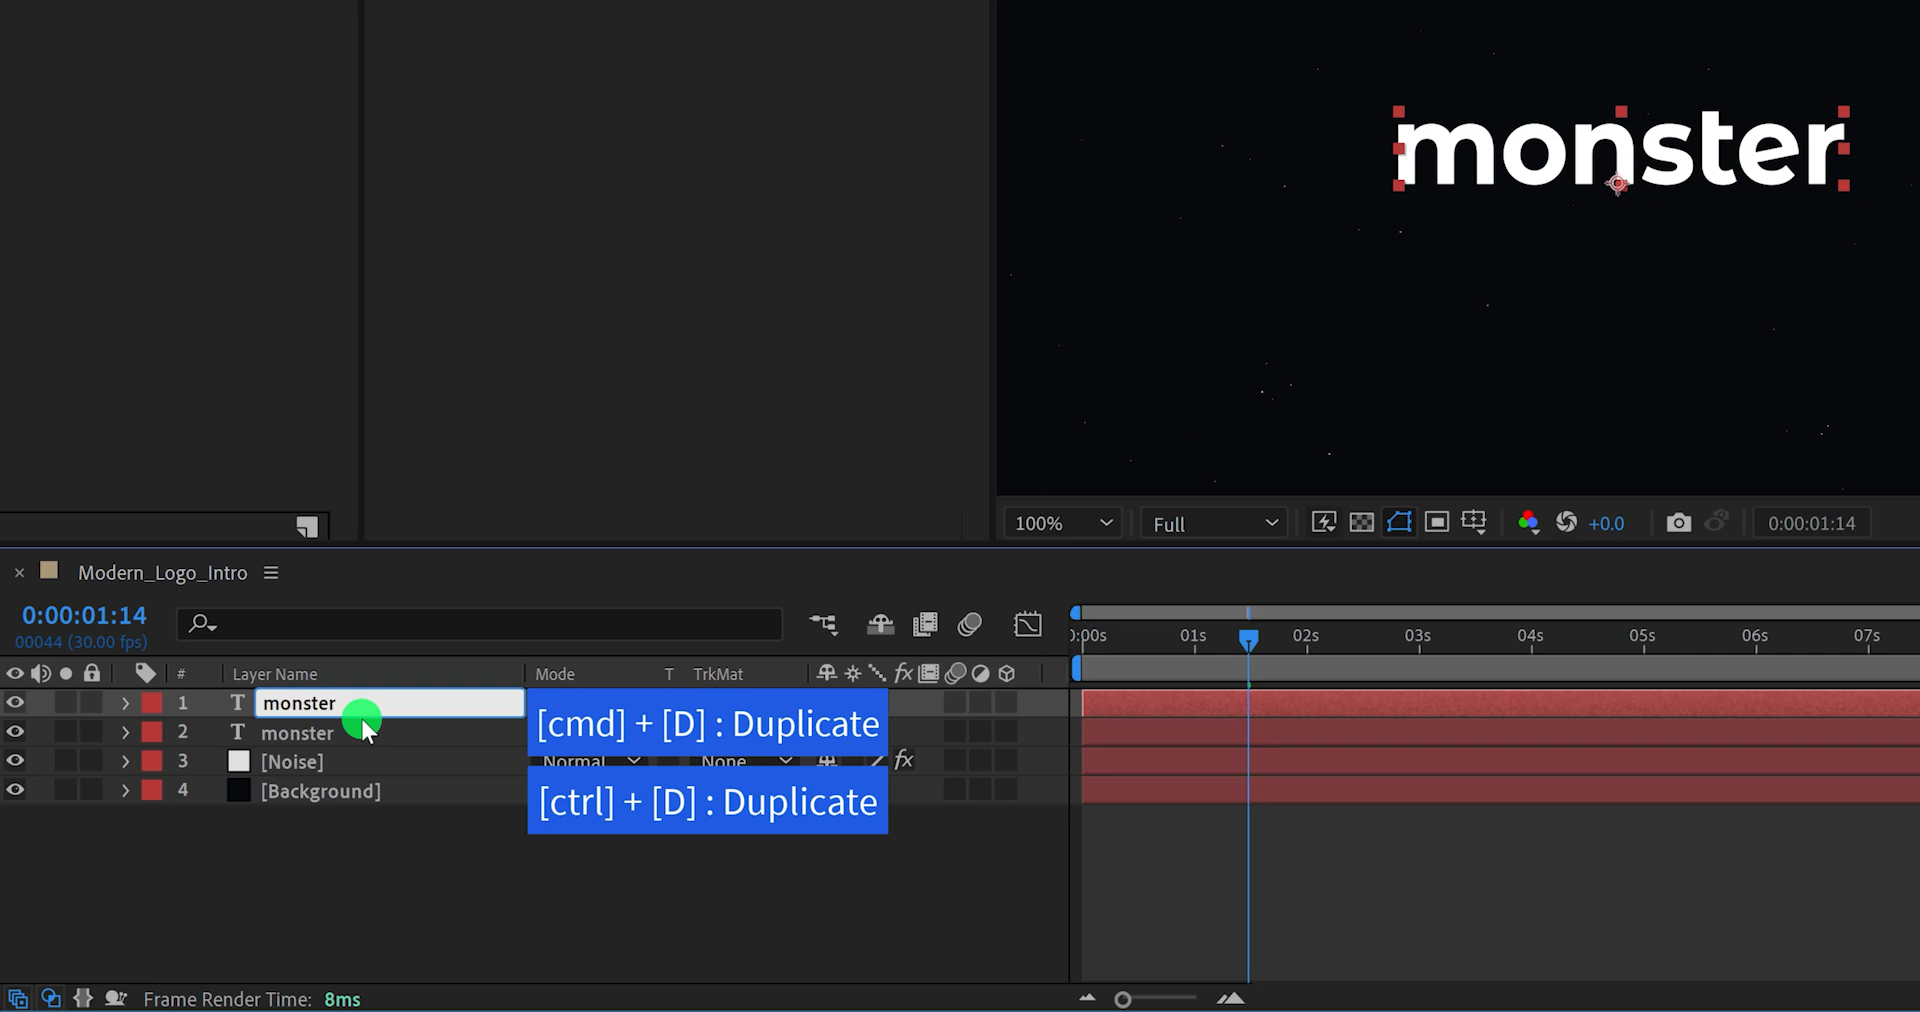 monster
100%
Full
+0.0
0:00:01:14
Modern_Logo_Intro
0:00:01:14
00044 (30.00 fps)
):00s 01s 02s 03s 04s 05s 06s 07s
# Layer Name Mode T TrkMat fx
1 T monster
[cmd] + [D] : Duplicate
2 T monster
3 [Noise] Normal None fx
4 [Background]
[ctrl] + [D] : Duplicate
Frame Render Time: 8ms